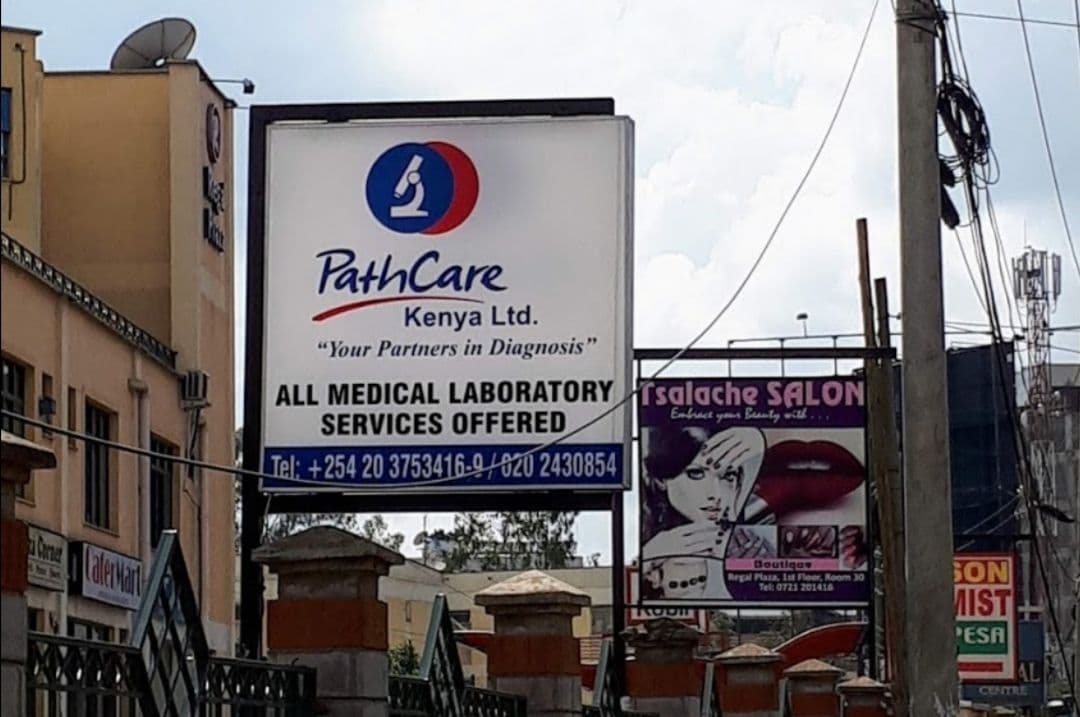 PathCare
Kenya Ltd.
“Your Partners in Diagnosis”
ALL MEDICAL LABORATORY
SERVICES OFFERED
Tel: +254 20 3753416-9 / 020 2430854
Tsalache SALON
Embrace your Beauty with . . .
Boutique
Regal Plaza, 1st Floor, Room 30
Tel: 0721 201416
Corner
CaterMart
SON
MIST
PESA
AL
CENTRE